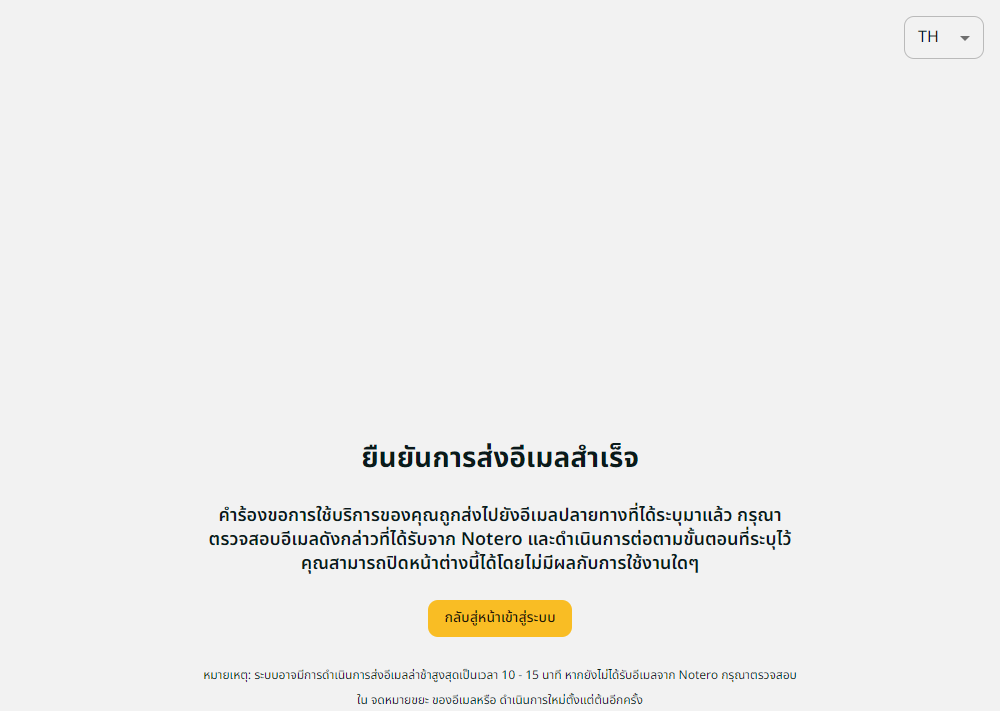 TH
ยืนยันการส่งอีเมลสำเร็จ
คำร้องขอการใช้บริการของคุณถูกส่งไปยังอีเมลปลายทางที่ได้ระบุมาแล้ว กรุณา
ตรวจสอบอีเมลดังกล่าวที่ได้รับจาก Notero และดำเนินการต่อตามขั้นตอนที่ระบุไว้
คุณสามารถปิดหน้าต่างนี้ได้โดยไม่มีผลกับการใช้งานใดๆ
กลับสู่หน้าเข้าสู่ระบบ
หมายเหตุ: ระบบอาจมีการดำเนินการส่งอีเมลล่าช้าสูงสุดเป็นเวลา 10 - 15 นาที หากยังไม่ได้รับอีเมลจาก Notero กรุณาตรวจสอบ
ใน จดหมายขยะ ของอีเมลหรือ ดำเนินการใหม่ตั้งแต่ต้นอีกครั้ง